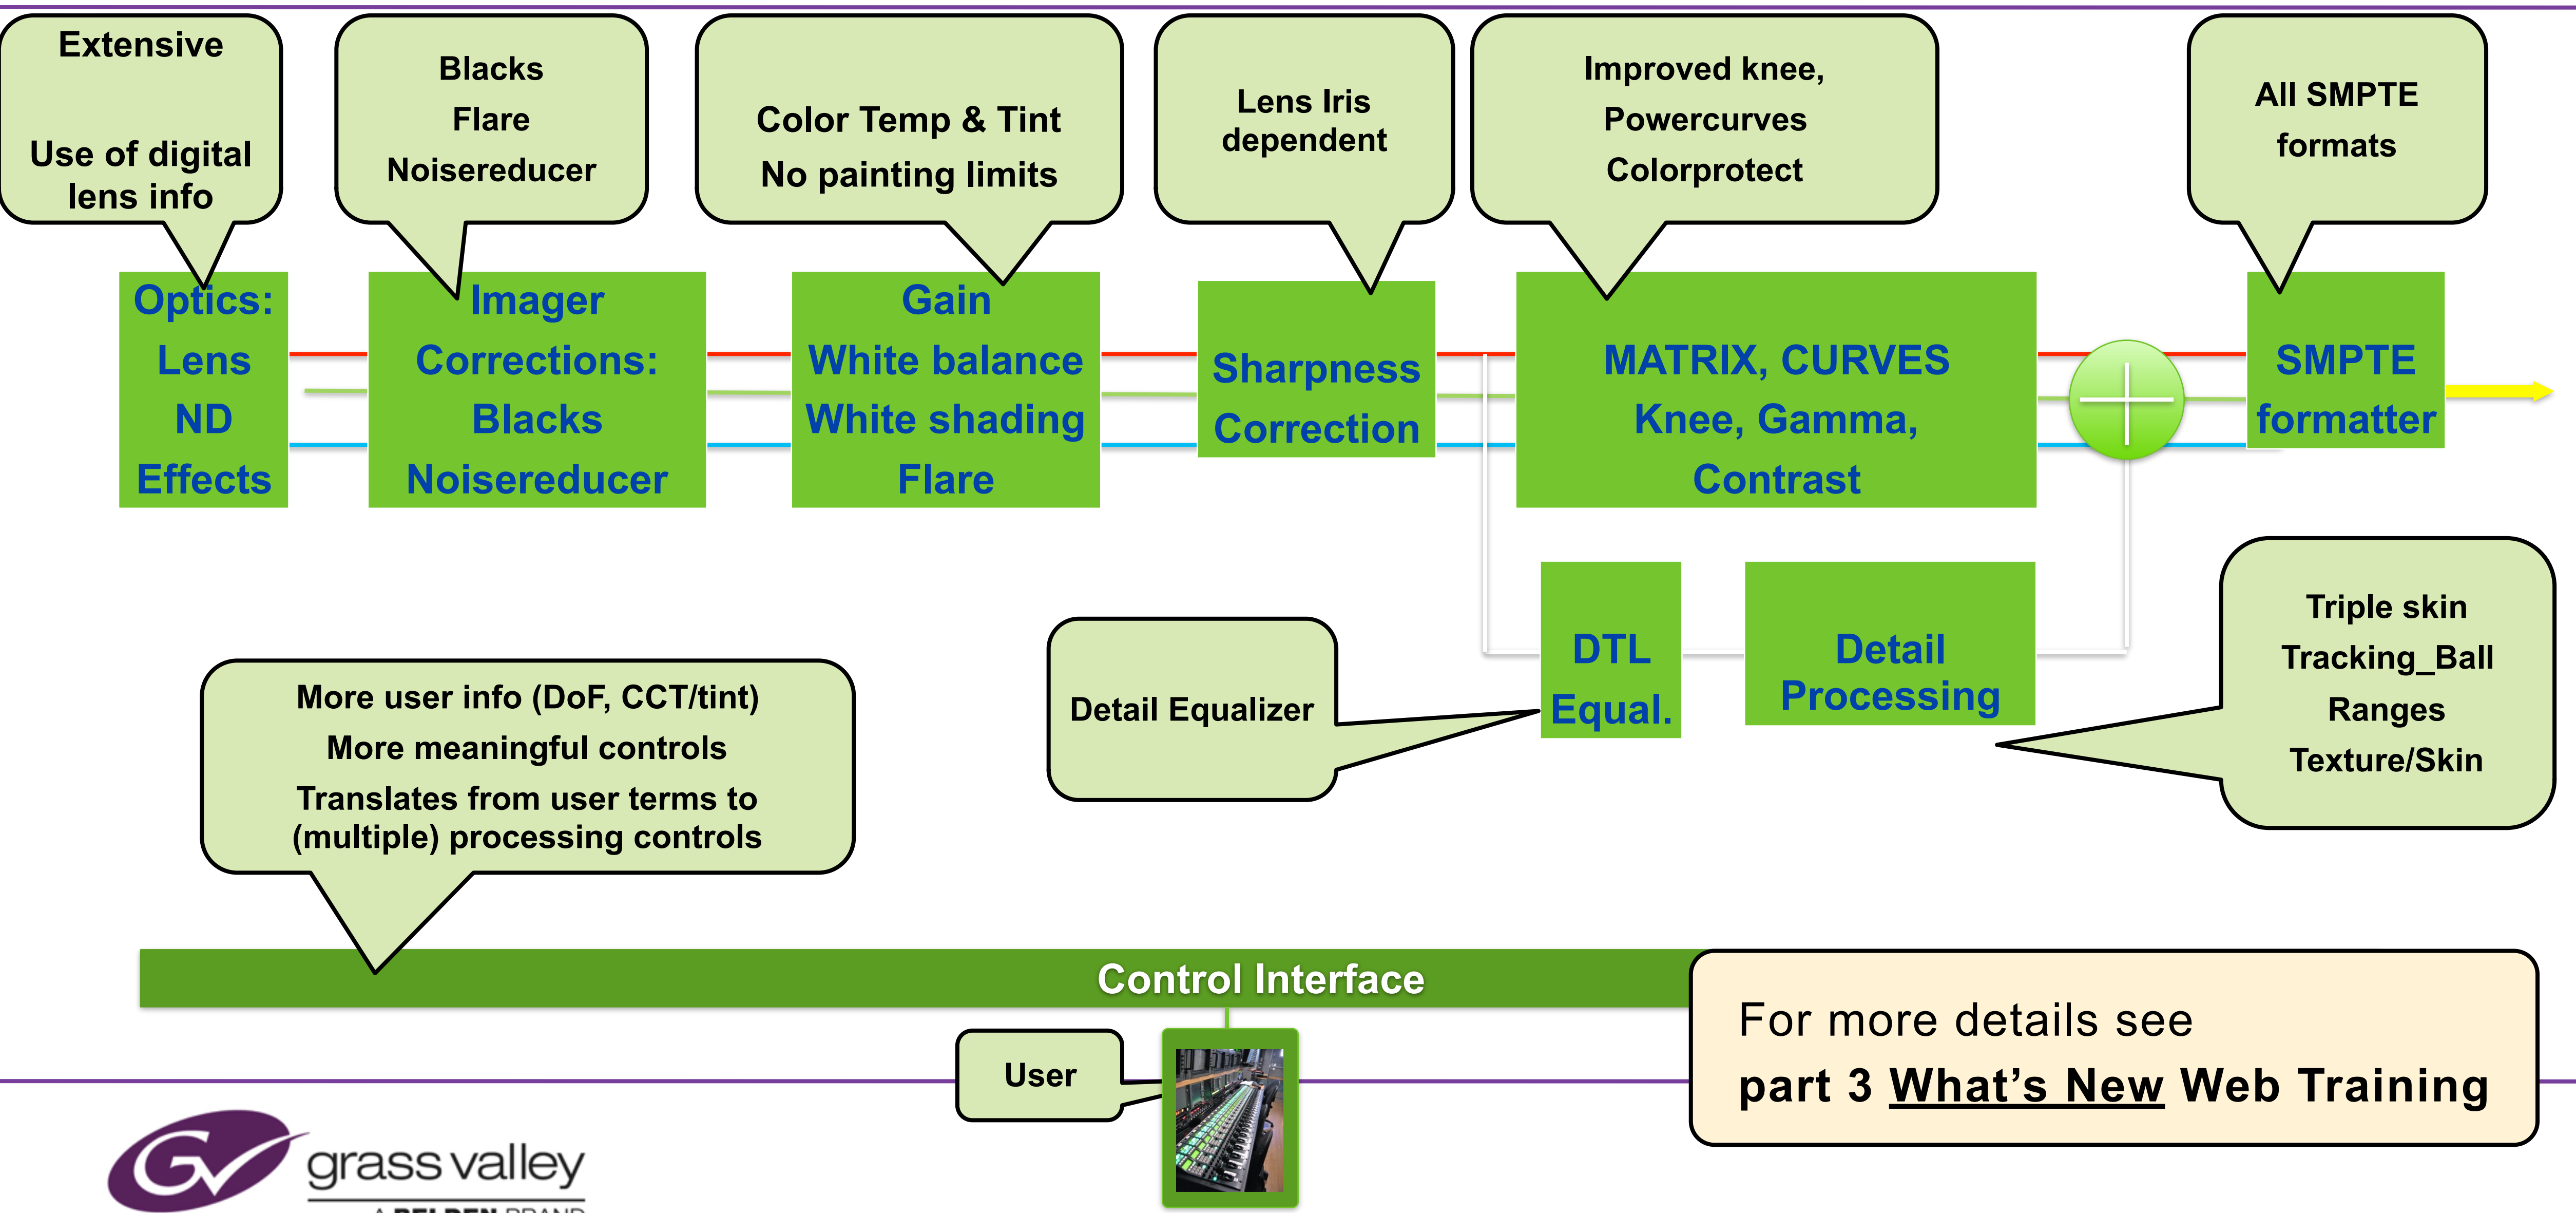 Extensive
Use of digital
lens info
Blacks
Flare
Noisereducer
Color Temp & Tint
No painting limits
Lens Iris
dependent
Improved knee,
Powercurves
Colorprotect
All SMPTE
formats
Optics:
Lens
ND
Effects
Imager
Corrections:
Blacks
Noisereducer
Gain
White balance
White shading
Flare
Sharpness
Correction
MATRIX, CURVES
Knee, Gamma,
Contrast
SMPTE
formatter
DTL
Equal.
Detail
Processing
Detail Equalizer
Triple skin
Tracking_Ball
Ranges
Texture/Skin
More user info (DoF, CCT/tint)
More meaningful controls
Translates from user terms to
(multiple) processing controls
Control Interface
User
For more details see
part 3 What's New Web Training
GV
grass valley
A BELDEN BRAND